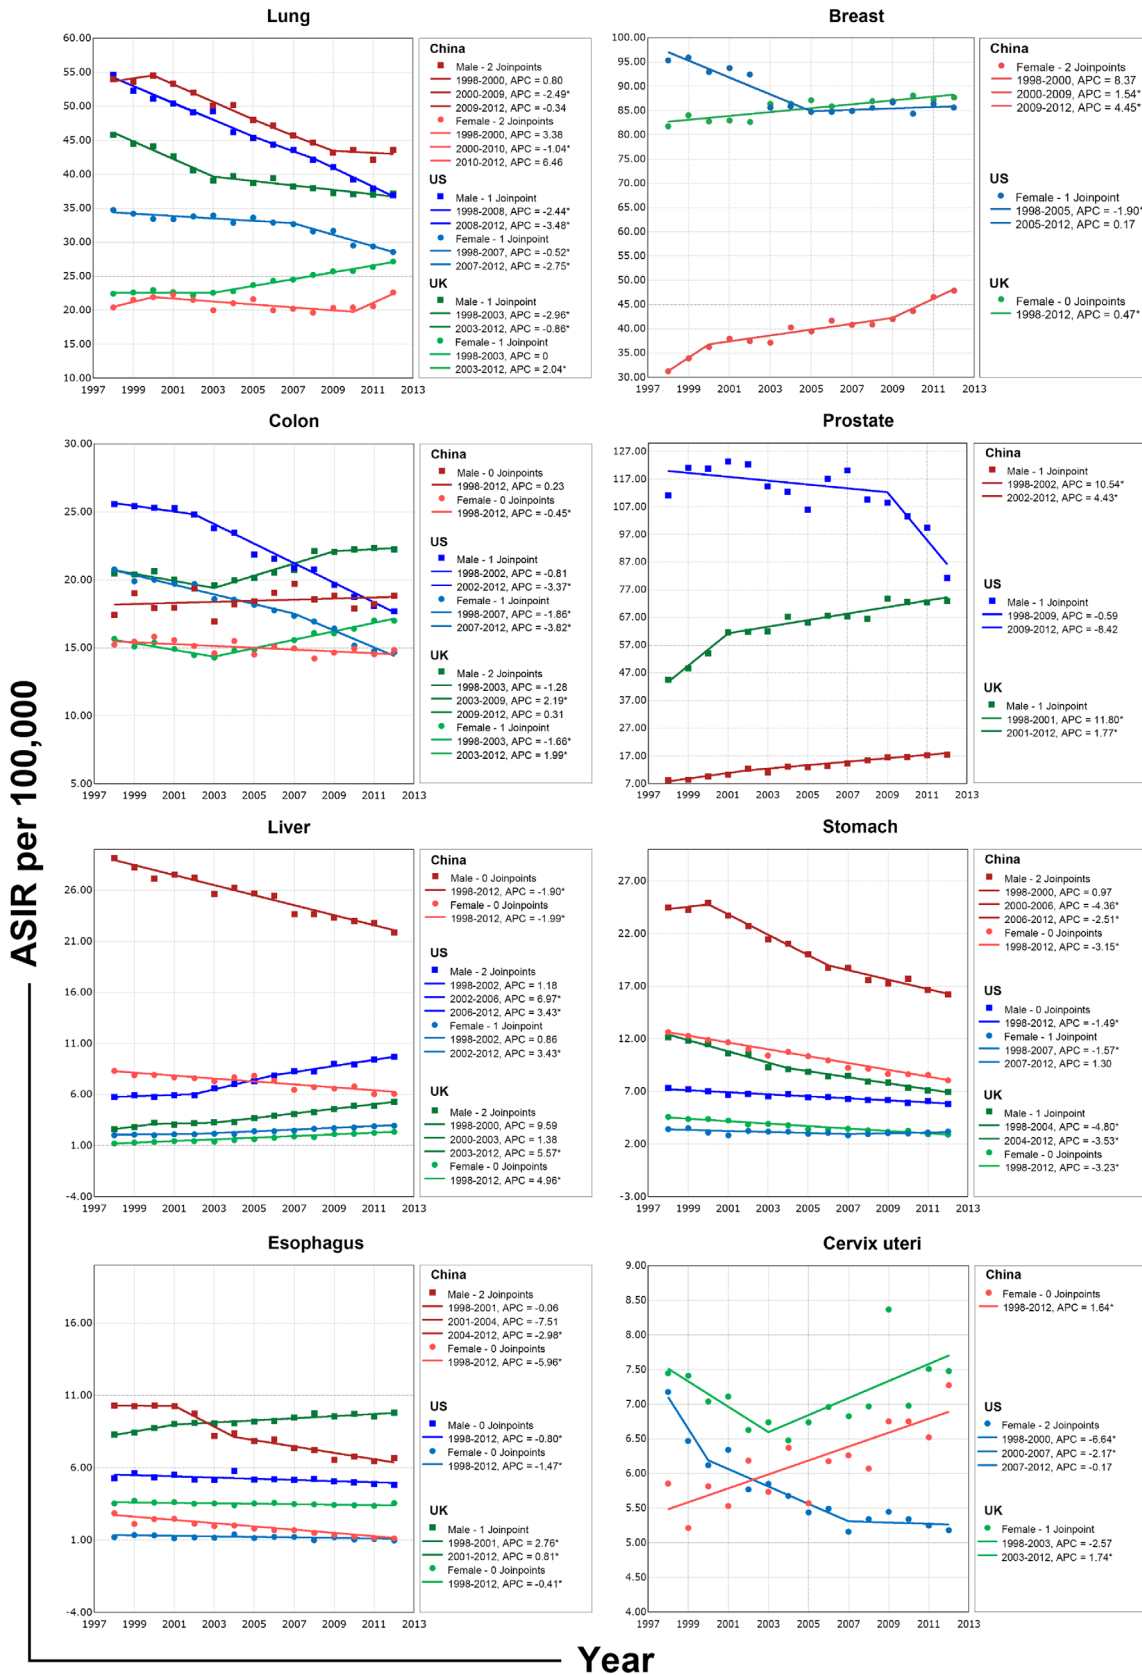 Lung
60.00
55.00
50.00
45.00
40.00
35.00
30.00
25.00
20.00
15.00
10.00
1997 1999 2001 2003 2005 2007 2009 2011 2013
China
Male - 2 Joinpoints
1998-2000, APC = 0.80
2000-2009, APC = -2.49*
2009-2012, APC = -0.34
Female - 2 Joinpoints
1998-2000, APC = 3.38
2000-2010, APC = -1.04*
2010-2012, APC = 6.46
US
Male - 1 Joinpoint
1998-2008, APC = -2.44*
2008-2012, APC = -3.48*
Female - 1 Joinpoint
1998-2007, APC = -0.52*
2007-2012, APC = -2.75*
UK
Male - 1 Joinpoint
1998-2003, APC = -2.96*
2003-2012, APC = -0.86*
Female - 1 Joinpoint
1998-2003, APC = 0
2003-2012, APC = 2.04*
Breast
100.00
95.00
90.00
85.00
80.00
75.00
70.00
65.00
60.00
55.00
50.00
45.00
40.00
35.00
30.00
1997 1999 2001 2003 2005 2007 2009 2011 2013
China
Female - 2 Joinpoints
1998-2000, APC = 8.37
2000-2009, APC = 1.54*
2009-2012, APC = 4.45*
US
Female - 1 Joinpoint
1998-2005, APC = -1.90*
2005-2012, APC = 0.17
UK
Female - 0 Joinpoint
1998-2012, APC = 0.47*
Colon
30.00
25.00
20.00
15.00
10.00
5.00
1997 1999 2001 2003 2005 2007 2009 2011 2013
China
Male - 0 Joinpoints
1998-2012, APC = 0.23
Female - 0 Joinpoints
1998-2012, APC = -0.45*
US
Male - 1 Joinpoint
1998-2002, APC = -0.81
2002-2012, APC = -3.37*
Female - 1 Joinpoint
1998-2007, APC = -1.86*
2007-2012, APC = -3.82*
UK
Male - 2 Joinpoints
1998-2003, APC = -1.28
2003-2009, APC = 2.19*
2009-2012, APC = 0.31
Female - 1 Joinpoint
1998-2003, APC = -1.66*
2003-2012, APC = 1.99*
Prostate
127.00
117.00
107.00
97.00
87.00
77.00
67.00
57.00
47.00
37.00
27.00
17.00
7.00
1997 1999 2001 2003 2005 2007 2009 2011 2013
China
Male - 1 Joinpoint
1998-2002, APC = 10.54*
2002-2012, APC = 4.43*
US
Male - 1 Joinpoint
1998-2009, APC = -0.59
2009-2012, APC = -8.42
UK
Male - 1 Joinpoint
1998-2001, APC = 11.80*
2001-2012, APC = 1.77*
Liver
26.00
21.00
16.00
11.00
6.00
1.00
-4.00
1997 1999 2001 2003 2005 2007 2009 2011 2013
China
Male - 0 Joinpoints
1998-2012, APC = -1.90*
Female - 0 Joinpoints
1998-2012, APC = -1.99*
US
Male - 2 Joinpoints
1998-2002, APC = 1.18
2002-2006, APC = 6.97*
2006-2012, APC = 3.43*
Female - 1 Joinpoint
1998-2002, APC = 0.86
2002-2012, APC = 3.43*
UK
Male - 2 Joinpoints
1998-2000, APC = 9.59
2000-2003, APC = 1.38
2003-2012, APC = 5.57*
Female - 0 Joinpoints
1998-2012, APC = 4.96*
Stomach
27.00
22.00
17.00
12.00
7.00
2.00
-3.00
1997 1999 2001 2003 2005 2007 2009 2011 2013
China
Male - 2 Joinpoints
1998-2000, APC = 0.97
2000-2006, APC = -4.36*
2006-2012, APC = -2.51*
Female - 0 Joinpoints
1998-2012, APC = -3.15*
US
Male - 0 Joinpoints
1998-2012, APC = -1.49*
Female - 1 Joinpoint
1998-2007, APC = -1.57*
2007-2012, APC = 1.30
UK
Male - 1 Joinpoint
1998-2004, APC = -4.80*
2004-2012, APC = -3.53*
Female - 0 Joinpoints
1998-2012, APC = -3.23*
Esophagus
16.00
11.00
6.00
1.00
-4.00
1997 1999 2001 2003 2005 2007 2009 2011 2013
China
Male - 2 Joinpoints
1998-2001, APC = -0.06
2001-2004, APC = -7.51
2004-2012, APC = -2.98*
Female - 0 Joinpoints
1998-2012, APC = -5.96*
US
Male - 0 Joinpoints
1998-2012, APC = -0.80*
Female - 0 Joinpoints
1998-2012, APC = -1.47*
UK
Male - 1 Joinpoint
1998-2001, APC = 2.76*
2001-2012, APC = 0.81*
Female - 0 Joinpoints
1998-2012, APC = -0.41*
Cervix uteri
9.00
8.50
8.00
7.50
7.00
6.50
6.00
5.50
5.00
4.50
4.00
1997 1999 2001 2003 2005 2007 2009 2011 2013
China
Female - 0 Joinpoints
1998-2012, APC = 1.64*
US
Female - 2 Joinpoints
1998-2000, APC = -6.64*
2000-2007, APC = -2.17*
2007-2012, APC = -0.17
UK
Female - 1 Joinpoint
1998-2003, APC = -2.57
2003-2012, APC = 1.74*
ASIR per 100,000
Year